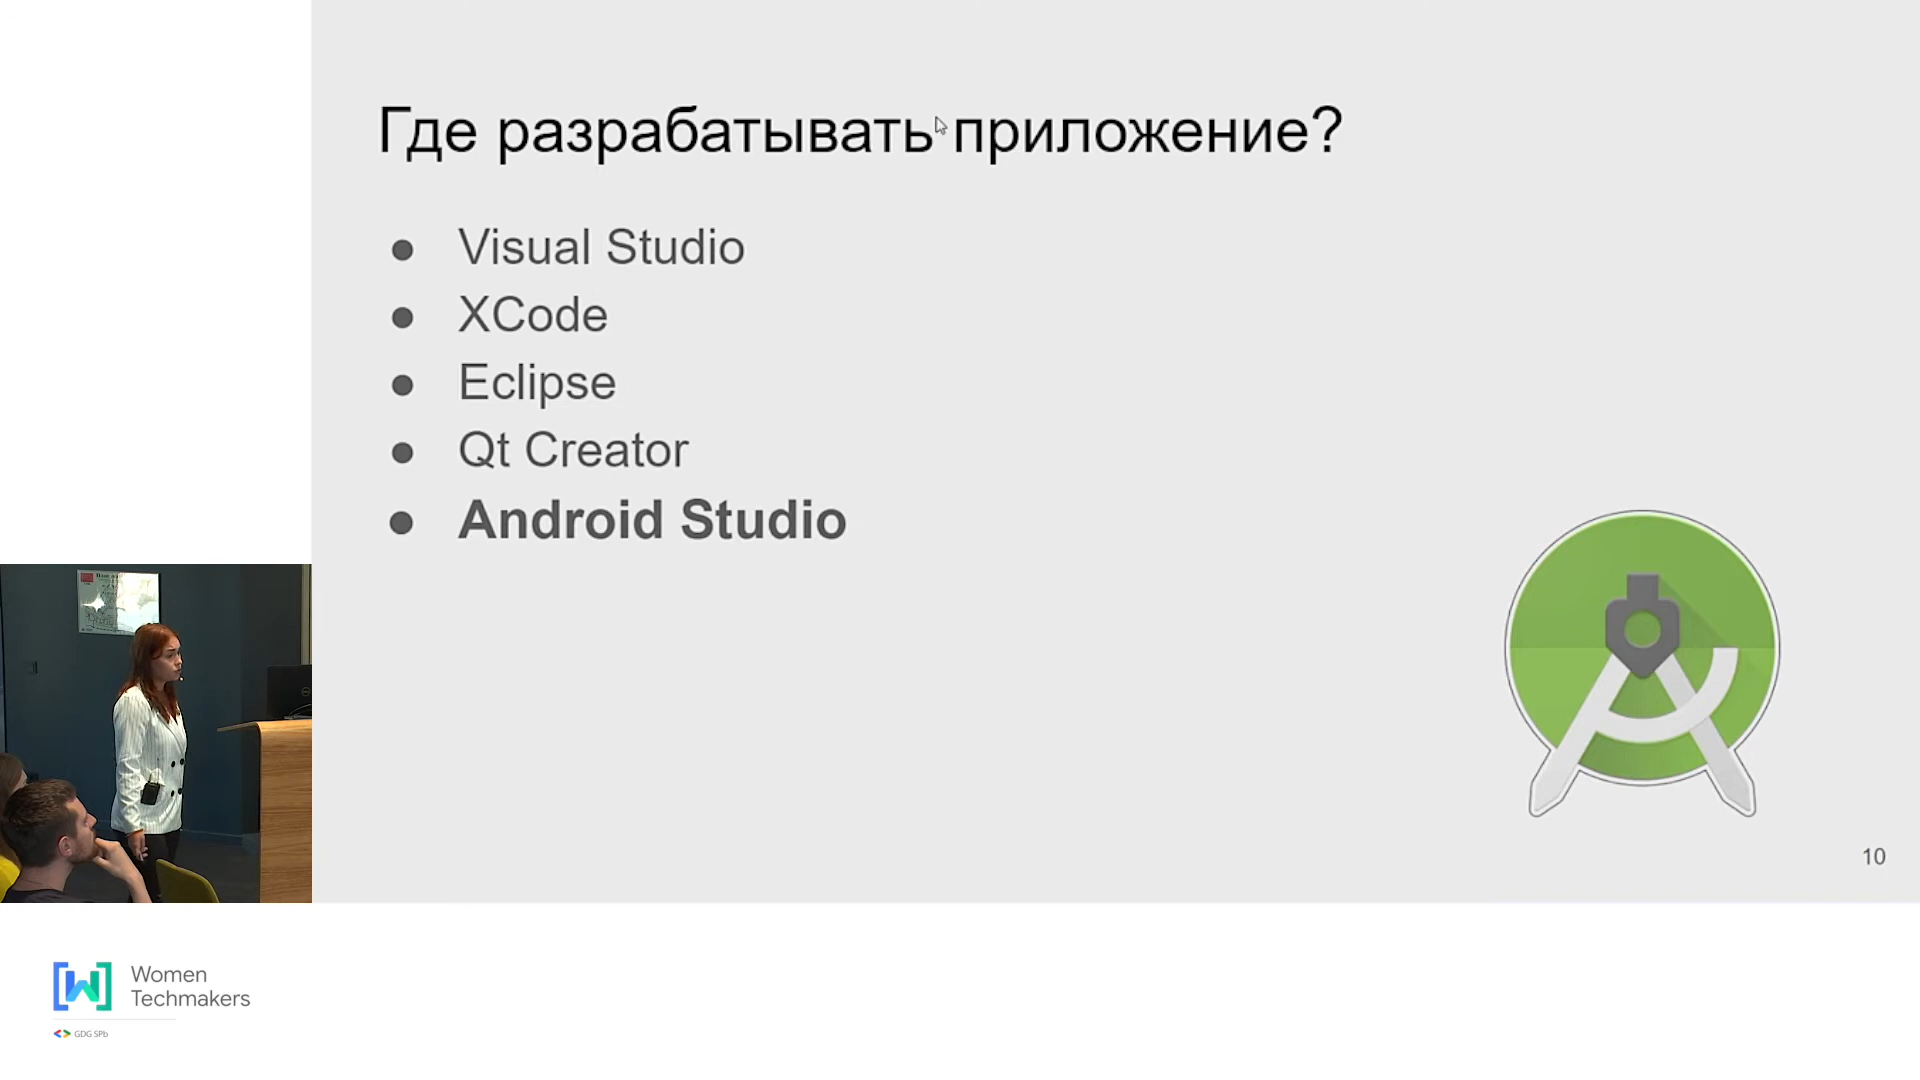 Где разрабатывать приложение?
● Visual Studio
● XCode
● Eclipse
● Qt Creator
● Android Studio
10
Women
Techmakers
GDG SPb